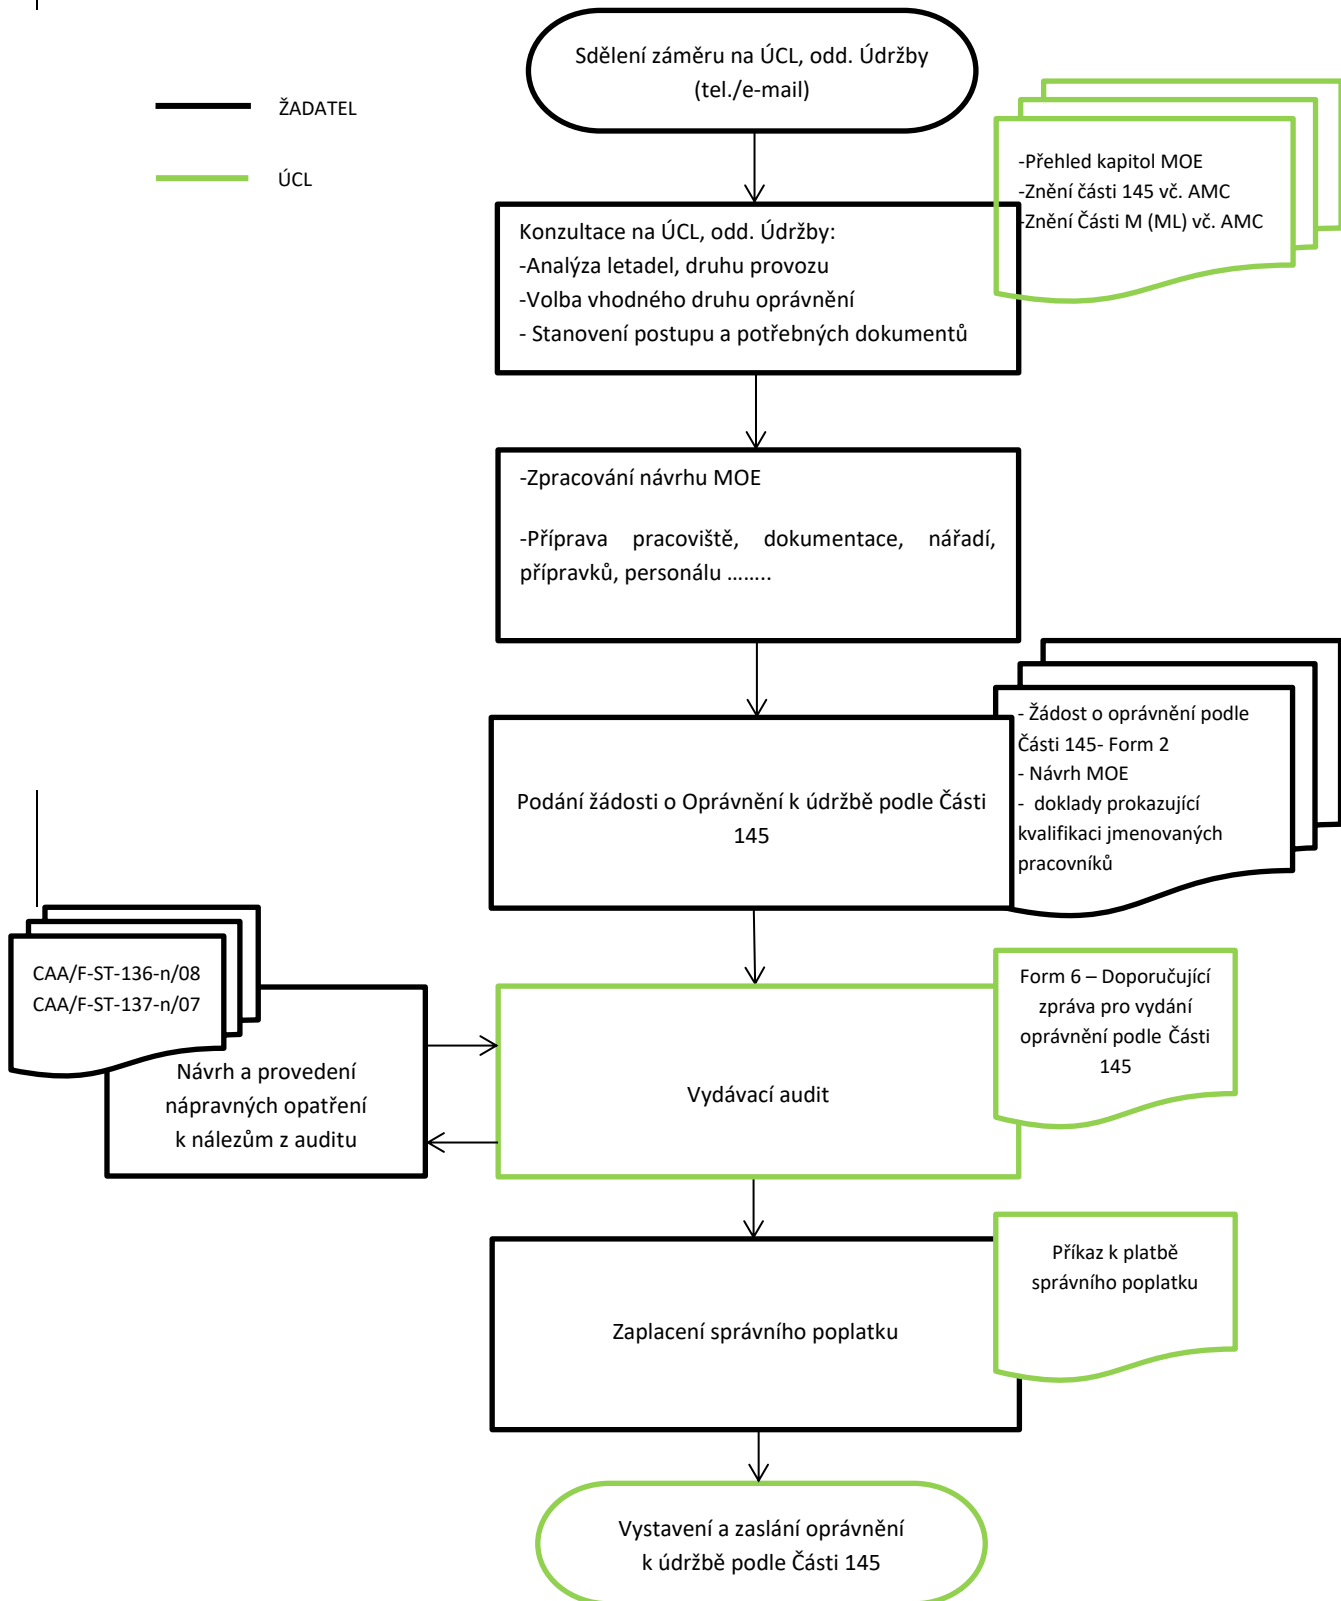 Sdělení záměru na ÚCL, odd. Údržby
(tel./e-mail)
ŽADATEL
ÚCL
-Přehled kapitol MOE
-Znění části 145 vč. AMC
-Znění Části M (ML) vč. AMC
Konzultace na ÚCL, odd. Údržby:
-Analýza letadel, druhu provozu
-Volba vhodného druhu oprávnění
- Stanovení postupu a potřebných dokumentů
-Zpracování návrhu MOE
-Příprava pracoviště, dokumentace, nářadí,
přípravků, personálu ........
Podání žádosti o Oprávnění k údržbě podle Části
145
- Žádost o oprávnění podle
Části 145- Form 2
- Návrh MOE
- doklady prokazující
kvalifikaci jmenovaných
pracovníků
CAA/F-ST-136-n/08
CAA/F-ST-137-n/07
Návrh a provedení
nápravných opatření
k nálezům z auditu
Vydávací audit
Form 6 – Doporučující
zpráva pro vydání
oprávnění podle Části
145
Zaplacení správního poplatku
Příkaz k platbě
správního poplatku
Vystavení a zaslání oprávnění
k údržbě podle Části 145